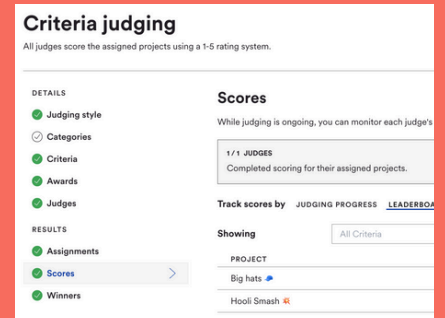 Criteria judging
All judges score the assigned projects using a 1-5 rating system.
DETAILS
Judging style
Categories
Criteria
Awards
Judges
RESULTS
Assignments
Scores
Winners
Scores
While judging is ongoing, you can monitor each judge's
1/1 JUDGES
Completed scoring for their assigned projects.
Track scores by JUDGING PROGRESS LEADERBOA
Showing All Criteria
PROJECT
Big hats 🧢
Hooli Smash 💥